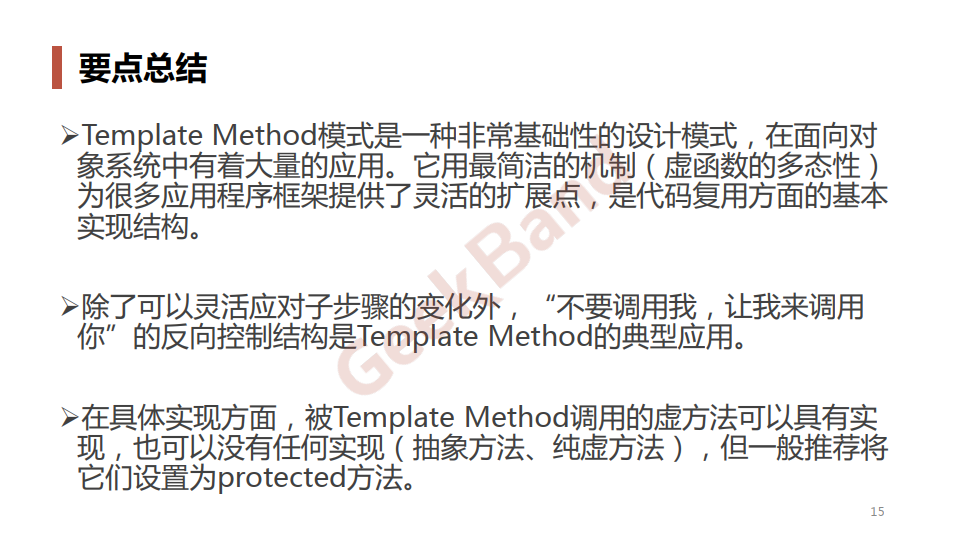 要点总结
➢Template Method模式是一种非常基础性的设计模式，在面向对
象系统中有着大量的应用。它用最简洁的机制（虚函数的多态性）
为很多应用程序框架提供了灵活的扩展点，是代码复用方面的基本
实现结构。
➢除了可以灵活应对子步骤的变化外，“不要调用我，让我来调用
你”的反向控制结构是Template Method的典型应用。
➢在具体实现方面，被Template Method调用的虚方法可以具有实
现，也可以没有任何实现（抽象方法、纯虚方法），但一般推荐将
它们设置为protected方法。
GeekBand
15